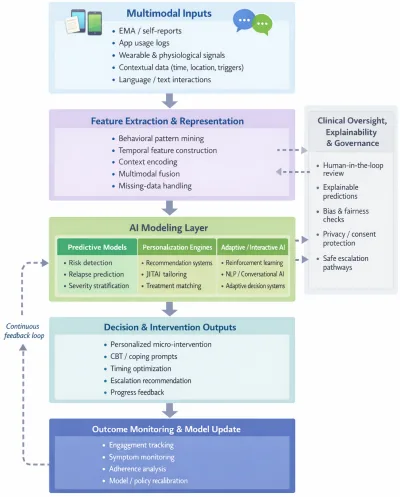 Multimodal Inputs
• EMA / self-reports
• App usage logs
• Wearable & physiological signals
• Contextual data (time, location, triggers)
• Language / text interactions
Feature Extraction & Representation
• Behavioral pattern mining
• Temporal feature construction
• Context encoding
• Multimodal fusion
• Missing-data handling
Clinical Oversight,
Explainability
& Governance
• Human-in-the-loop
review
• Explainable
predictions
• Bias & fairness
checks
• Privacy / consent
protection
• Safe escalation
pathways
AI Modeling Layer
Predictive Models
• Risk detection
• Relapse prediction
• Severity stratification
Personalization Engines
• Recommendation systems
• JITAI tailoring
• Treatment matching
Adaptive / Interactive AI
• Reinforcement learning
• NLP / Conversational AI
• Adaptive decision systems
Continuous
feedback loop
Decision & Intervention Outputs
• Personalized micro-intervention
• CBT / coping prompts
• Timing optimization
• Escalation recommendation
• Progress feedback
Outcome Monitoring & Model Update
• Engagment tracking
• Symptom monitoring
• Adherence analysis
• Model / policy recalibration